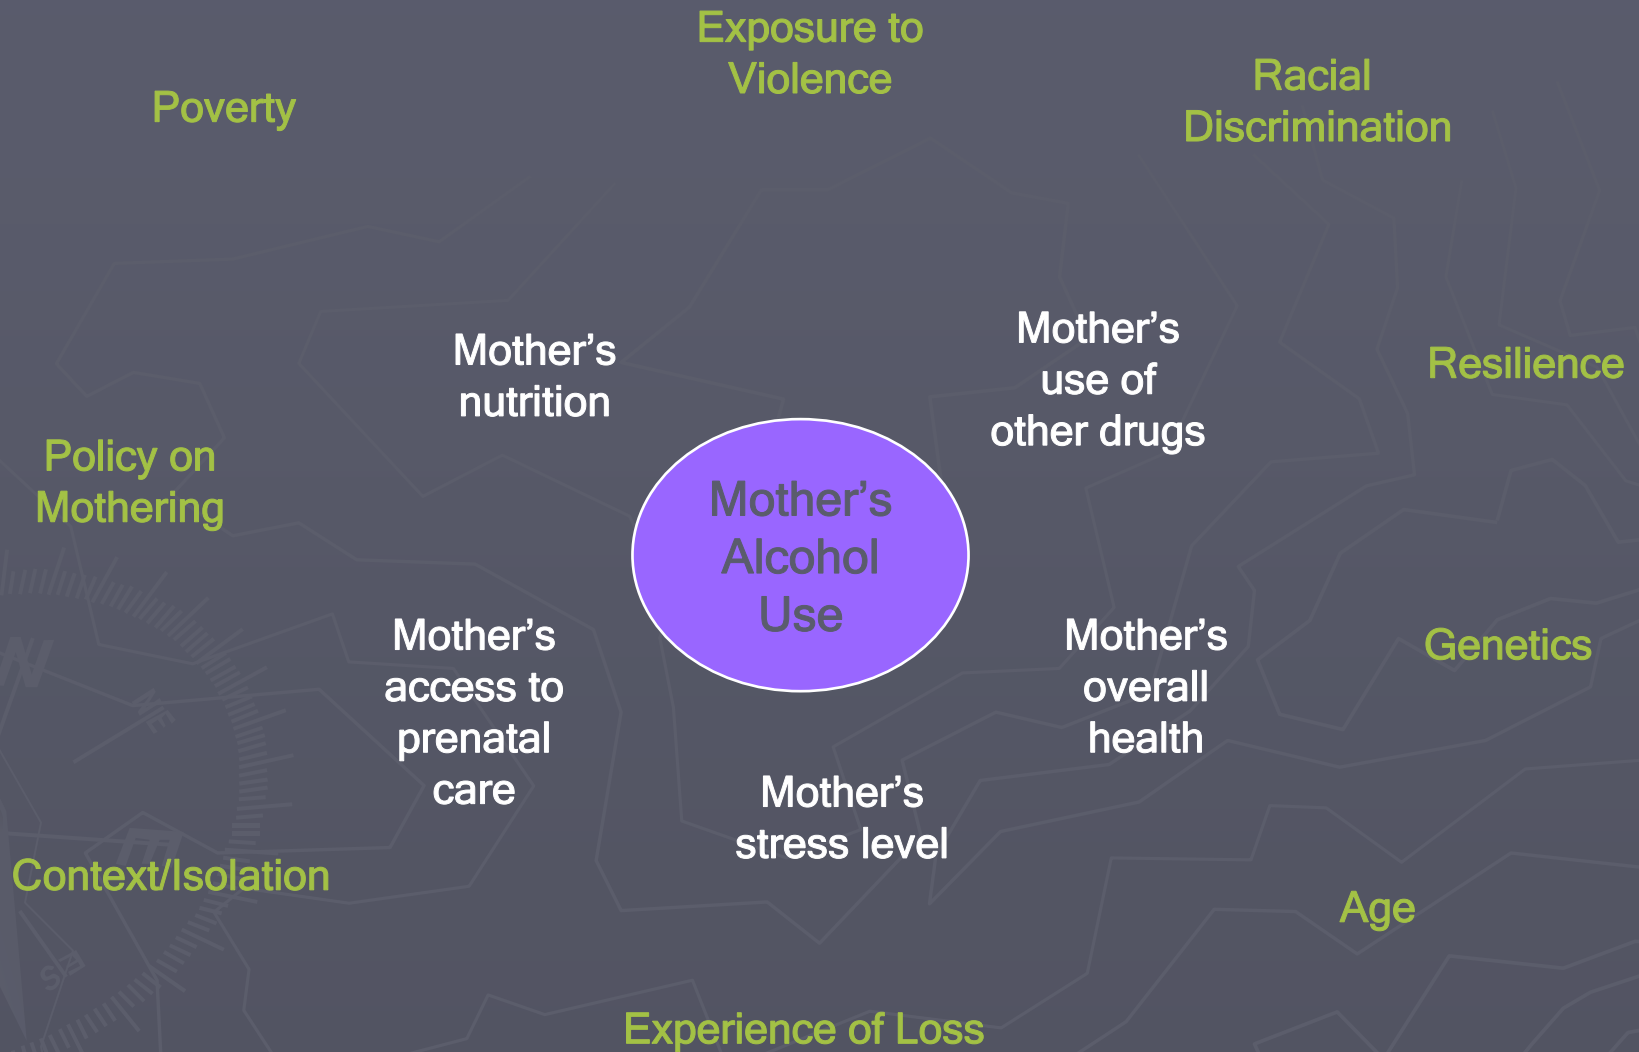 Exposure to
Violence
Poverty
Racial
Discrimination
Mother’s
nutrition
Mother’s
use of
other drugs
Resilience
Policy on
Mothering
Mother’s
Alcohol
Use
Mother’s
access to
prenatal
care
Mother’s
overall
health
Genetics
Mother’s
stress level
Context/Isolation
Age
Experience of Loss
N
NE
E
SE